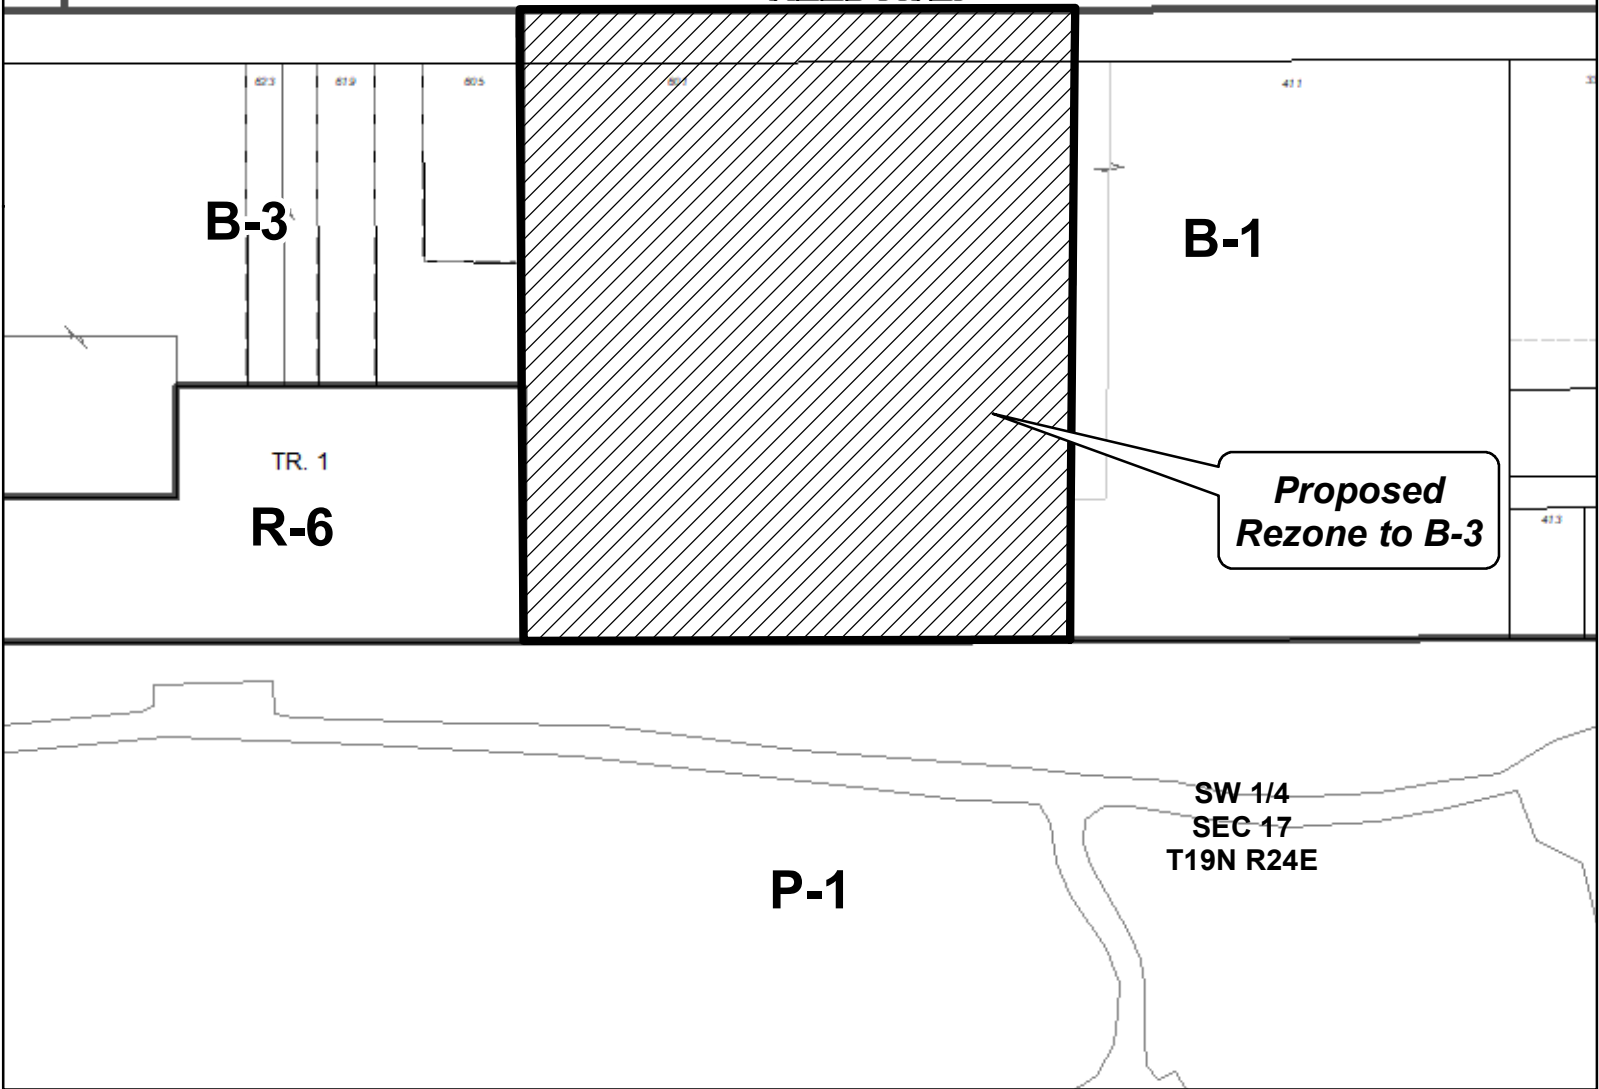 623
619
605
601
411
B-3
B-1
TR. 1
R-6
Proposed
Rezone to B-3
413
SW 1/4
SEC 17
T19N R24E
P-1